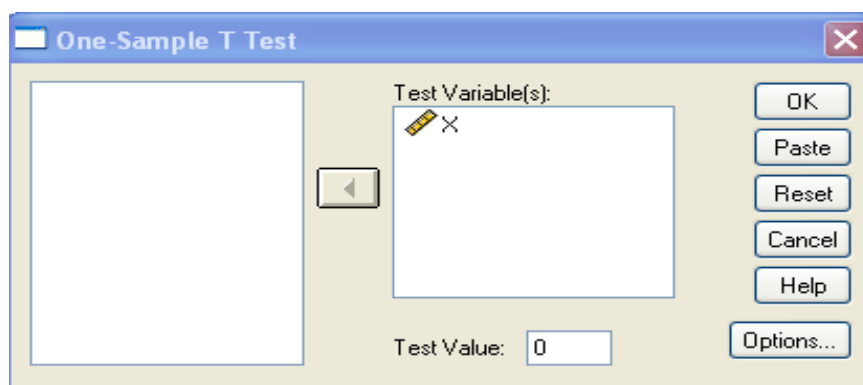 One-Sample T Test
Test Variable(s):
X
OK
Paste
Reset
Cancel
Help
Test Value: 0
Options...